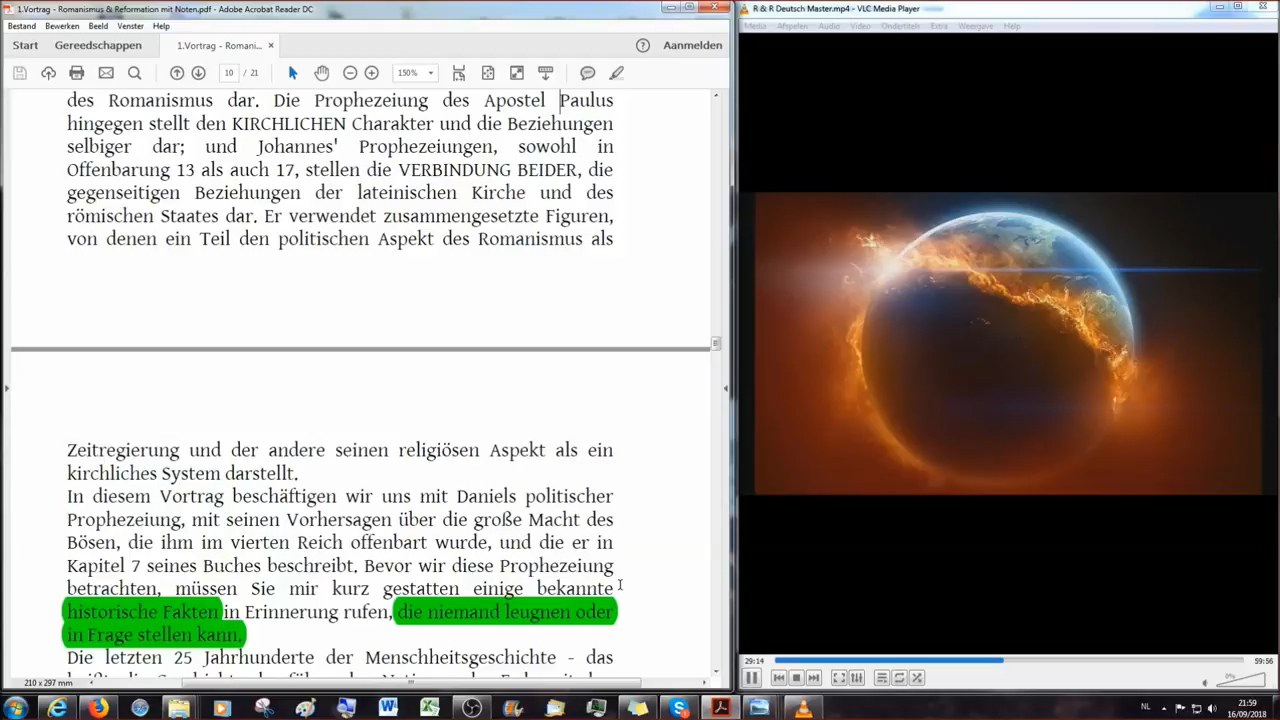 1.Vortrag - Romanismus & Reformation mit Noten.pdf - Adobe Acrobat Reader DC
Bestand Bewerken Beeld Venster Help
Start Gereedschappen 1.Vortrag - Romani... × Aanmelden
10 / 21 150%
des Romanismus dar. Die Prophezeiung des Apostel Paulus
hingegen stellt den KIRCHLICHEN Charakter und die Beziehungen
selbiger dar; und Johannes' Prophezeiungen, sowohl in
Offenbarung 13 als auch 17, stellen die VERBINDUNG BEIDER, die
gegenseitigen Beziehungen der lateinischen Kirche und des
römischen Staates dar. Er verwendet zusammengesetzte Figuren,
von denen ein Teil den politischen Aspekt des Romanismus als
Zeitregierung und der andere seinen religiösen Aspekt als ein
kirchliches System darstellt.
In diesem Vortrag beschäftigen wir uns mit Daniels politischer
Prophezeiung, mit seinen Vorhersagen über die große Macht des
Bösen, die ihm im vierten Reich offenbart wurde, und die er in
Kapitel 7 seines Buches beschreibt. Bevor wir diese Prophezeiung
betrachten, müssen Sie mir kurz gestatten einige bekannte
historische Fakten in Erinnerung rufen, die niemand leugnen oder
in Frage stellen kann.
Die letzten 25 Jahrhunderte der Menschheitsgeschichte - das
210 x 297 mm
R & R Deutsch Master.mp4 - VLC Media Player
Media Afspelen Audio Video Ondertitels Extra Weergave Help
29:14 59:56
0%
NL 21:59
16/09/2018